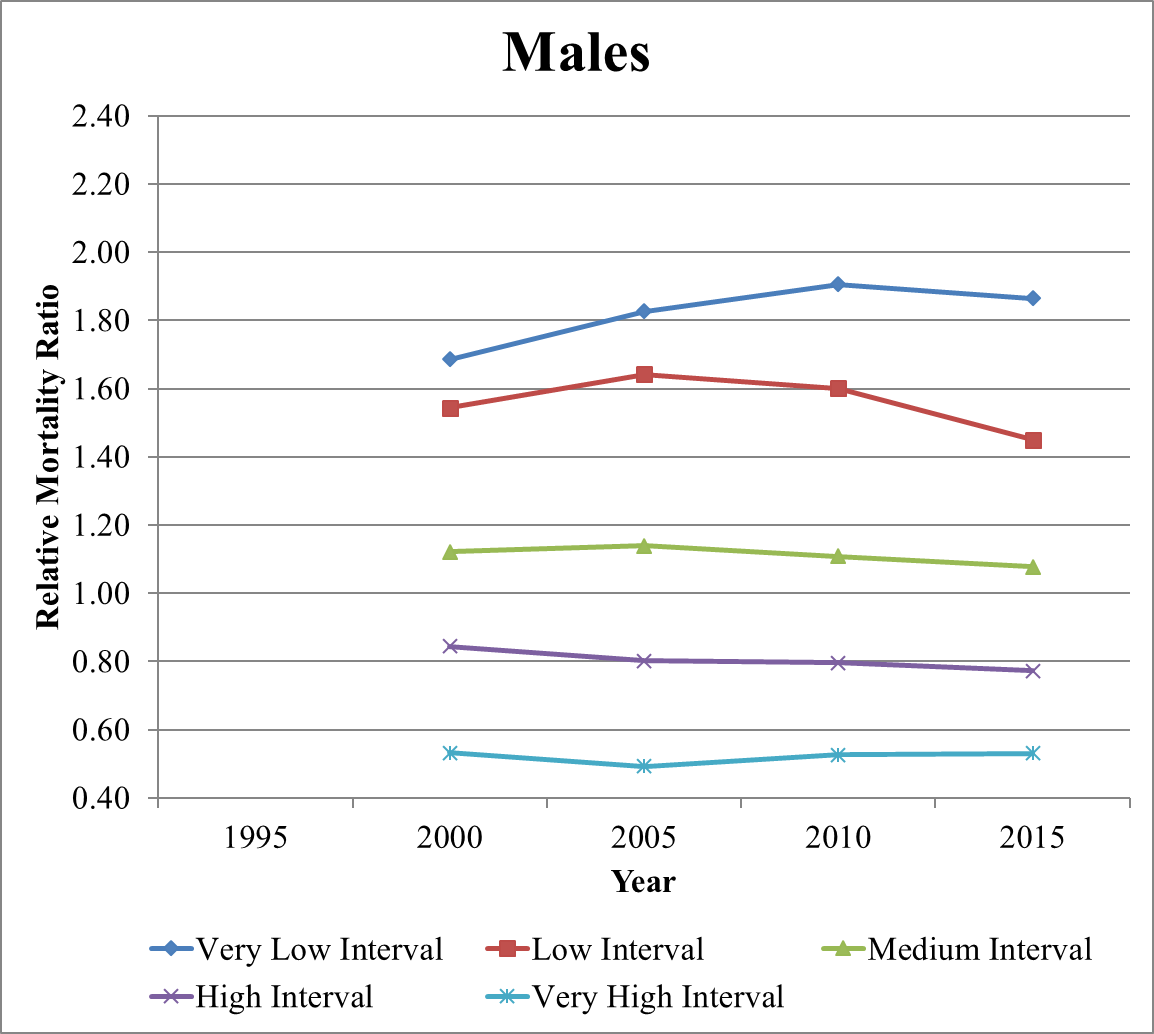 Males
2.40
2.20
2.00
1.80
1.60
1.40
1.20
1.00
0.80
0.60
0.40
Relative Mortality Ratio
1995 2000 2005 2010 2015
Year
Very Low Interval Low Interval Medium Interval
High Interval Very High Interval